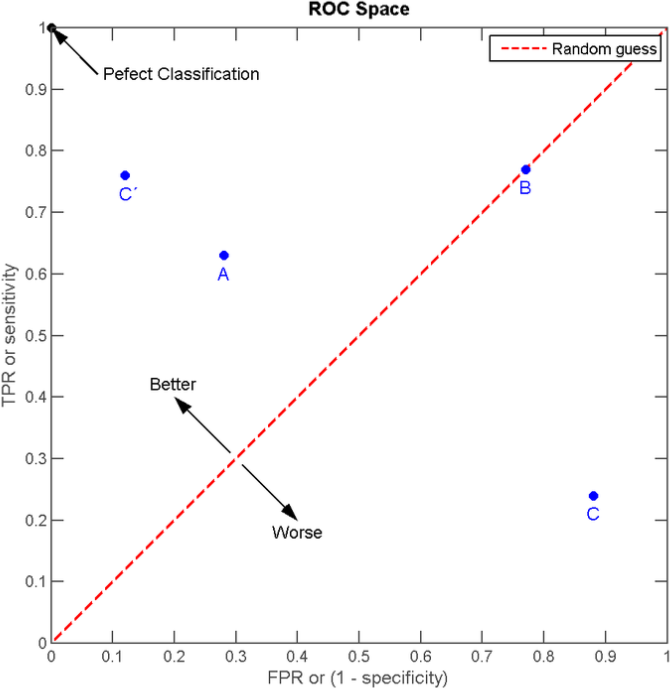 ROC Space
Random guess
Pefect Classification
C´
A
B
Better
Worse
C
TPR or sensitivity
1
0.9
0.8
0.7
0.6
0.5
0.4
0.3
0.2
0.1
0
0 0.1 0.2 0.3 0.4 0.5 0.6 0.7 0.8 0.9 1
FPR or (1 - specificity)